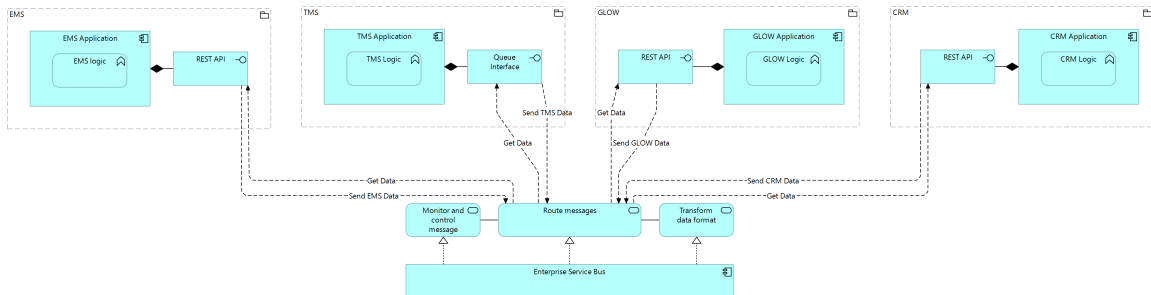 EMS
TMS
GLOW
CRM
EMS Application
EMS logic
REST API
TMS Application
TMS Logic
Queue
Interface
REST API
GLOW Application
GLOW Logic
REST API
CRM Application
CRM Logic
Send TMS Data
Get Data
Get Data
Send GLOW Data
Get Data
Send EMS Data
Send CRM Data
Get Data
Monitor and
control
message
Route messages
Transform
data format
Enterprise Service Bus